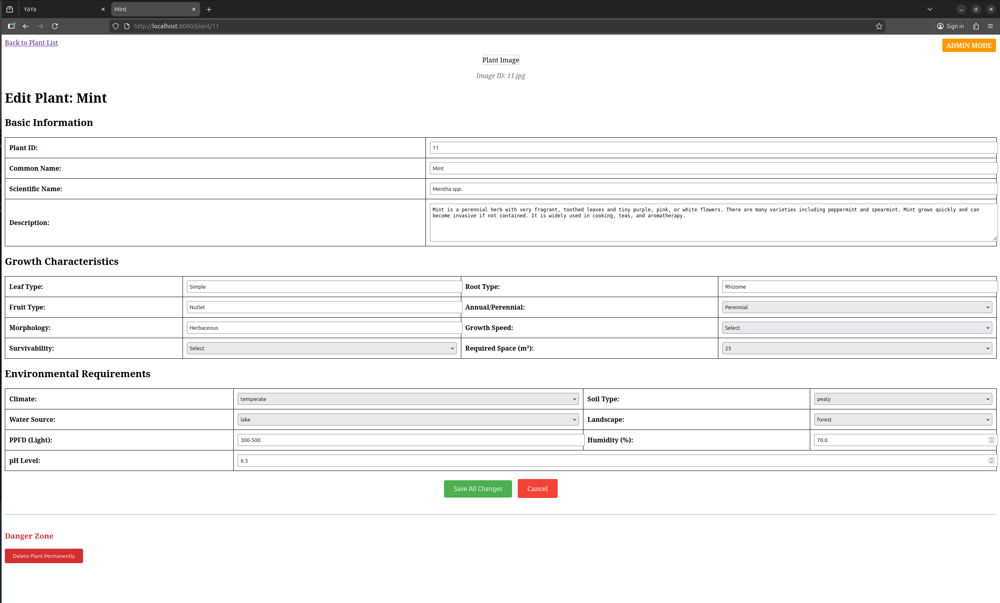 YaYa
Mint
http://localhost:8080/plant/11
Sign in
Back to Plant List
ADMIN MODE
Plant Image
Image ID: 11.jpg
Edit Plant: Mint
Basic Information
Plant ID: 11
Common Name: Mint
Scientific Name: Mentha spp.
Description:
Mint is a perennial herb with very fragrant, toothed leaves and tiny purple, pink, or white flowers. There are many varieties including peppermint and spearmint. Mint grows quickly and can
become invasive if not contained. It is widely used in cooking, teas, and aromatherapy.
Growth Characteristics
Leaf Type: Simple Root Type: Rhizome
Fruit Type: Nutlet Annual/Perennial: Perennial
Morphology: Herbaceous Growth Speed: Select
Survivability: Select Required Space (m²): 25
Environmental Requirements
Climate: temperate Soil Type: peaty
Water Source: lake Landscape: forest
PPFD (Light): 300-500 Humidity (%): 70.0
pH Level: 6.5
Save All Changes Cancel
Danger Zone
Delete Plant Permanently